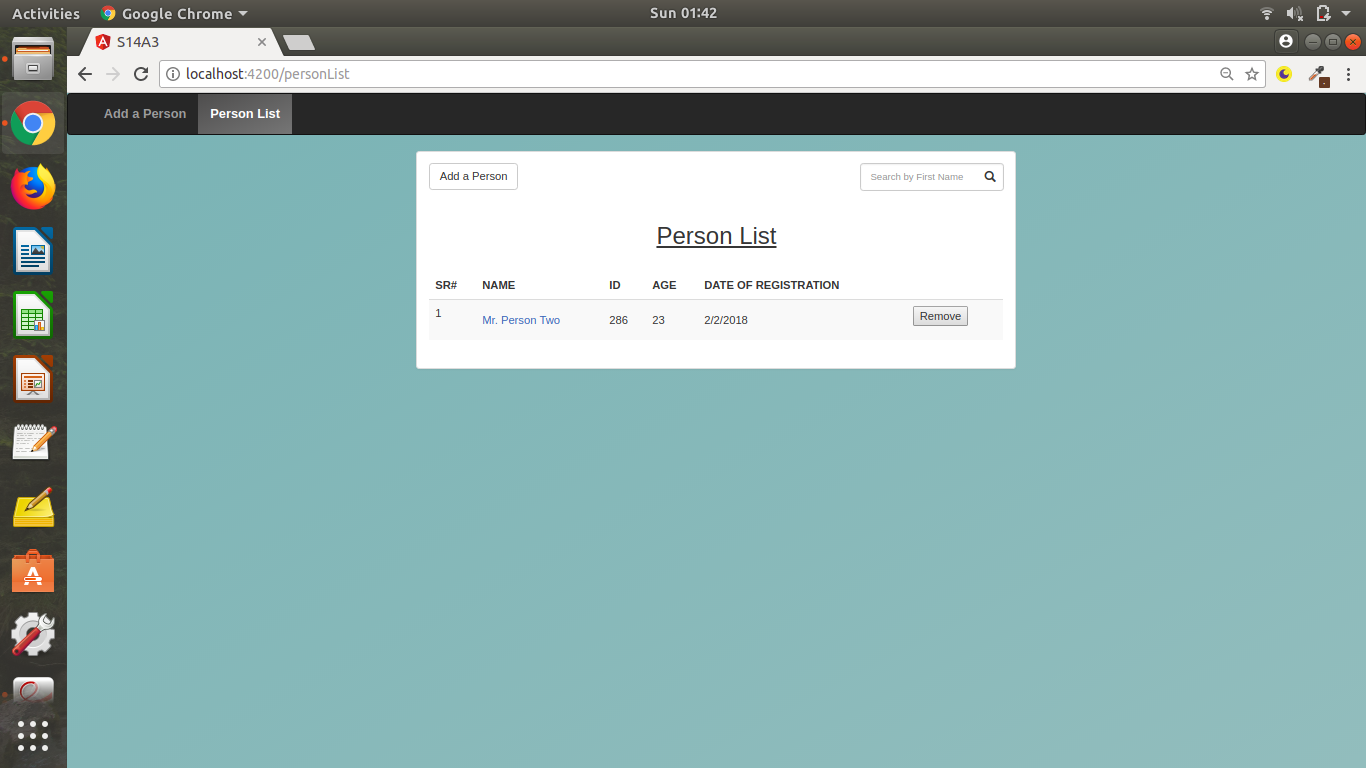 Activities Google Chrome Sun 01:42
S14A3
localhost:4200/personList
Add a Person Person List
Add a Person Search by First Name
Person List
SR# NAME ID AGE DATE OF REGISTRATION
1 Mr. Person Two 286 23 2/2/2018 Remove